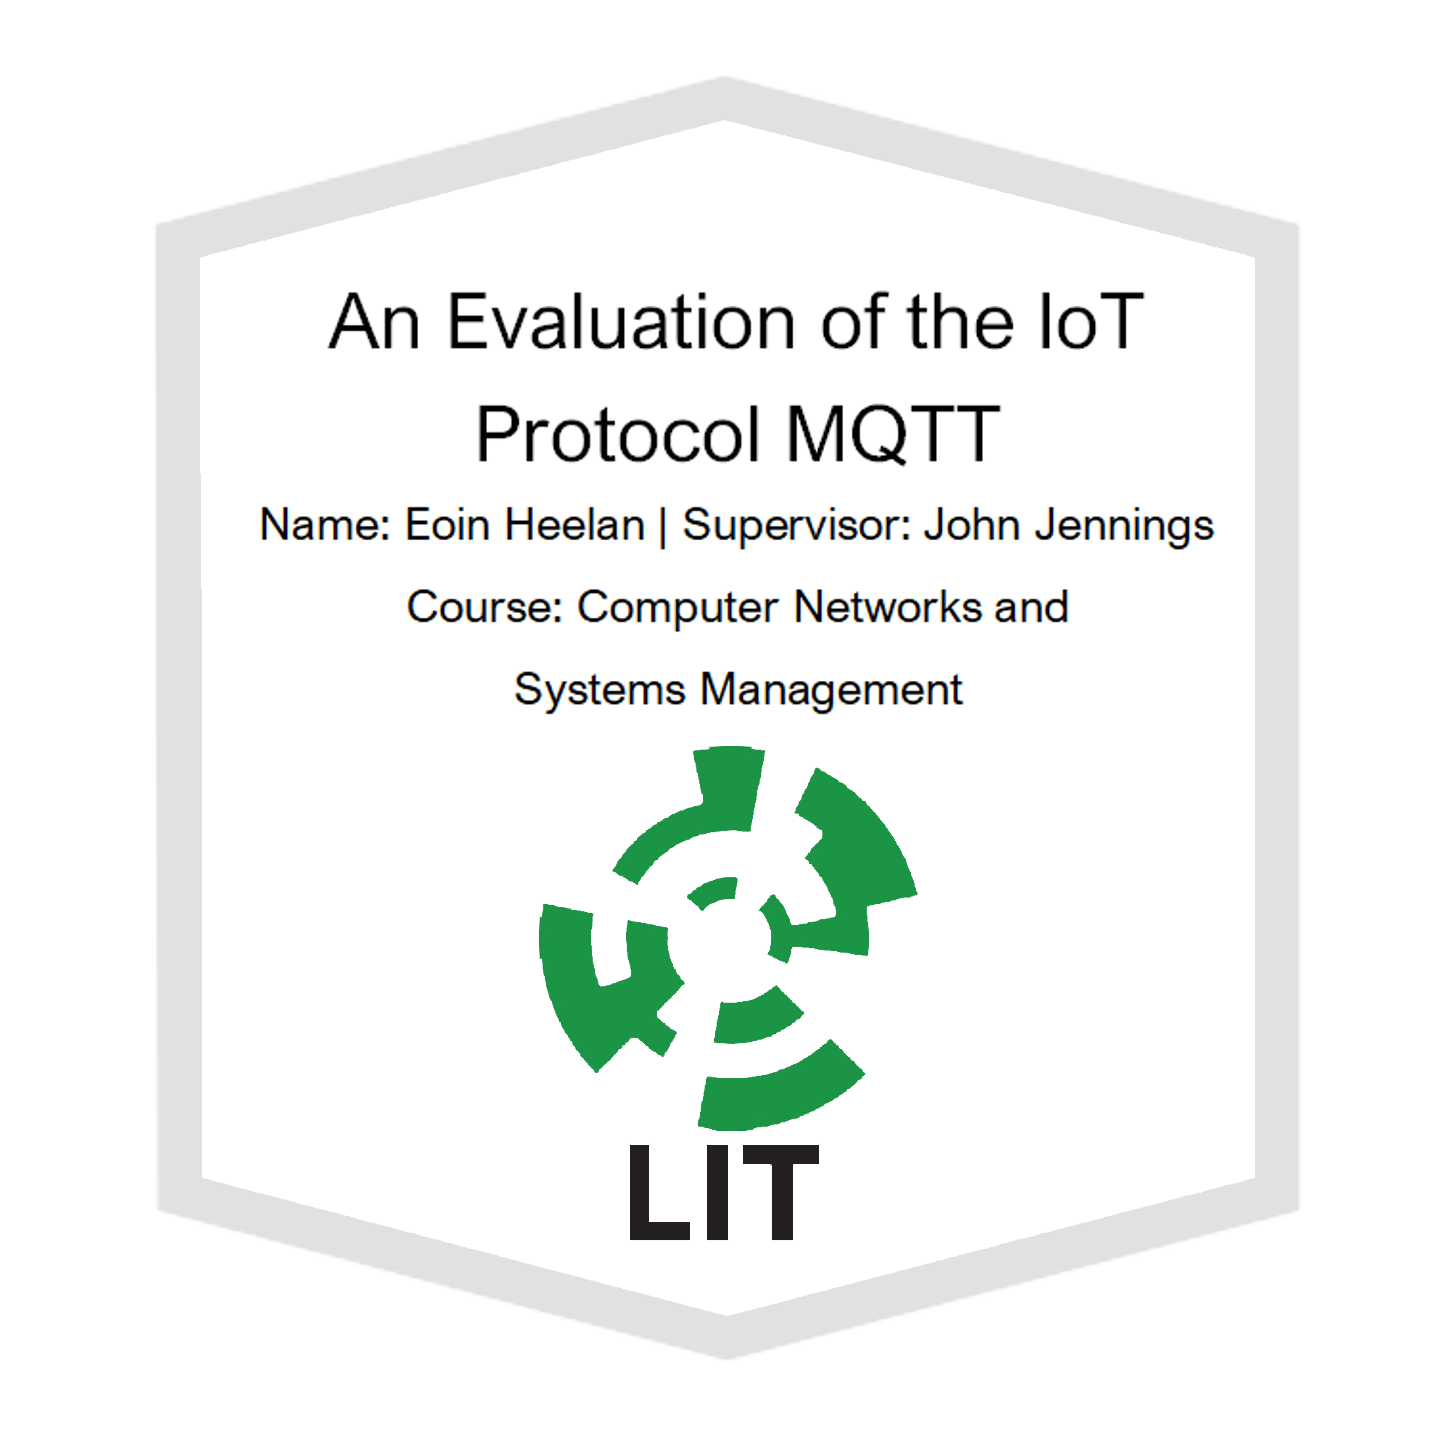 An Evaluation of the IoT
Protocol MQTT
Name: Eoin Heelan | Supervisor: John Jennings
Course: Computer Networks and
Systems Management
LIT